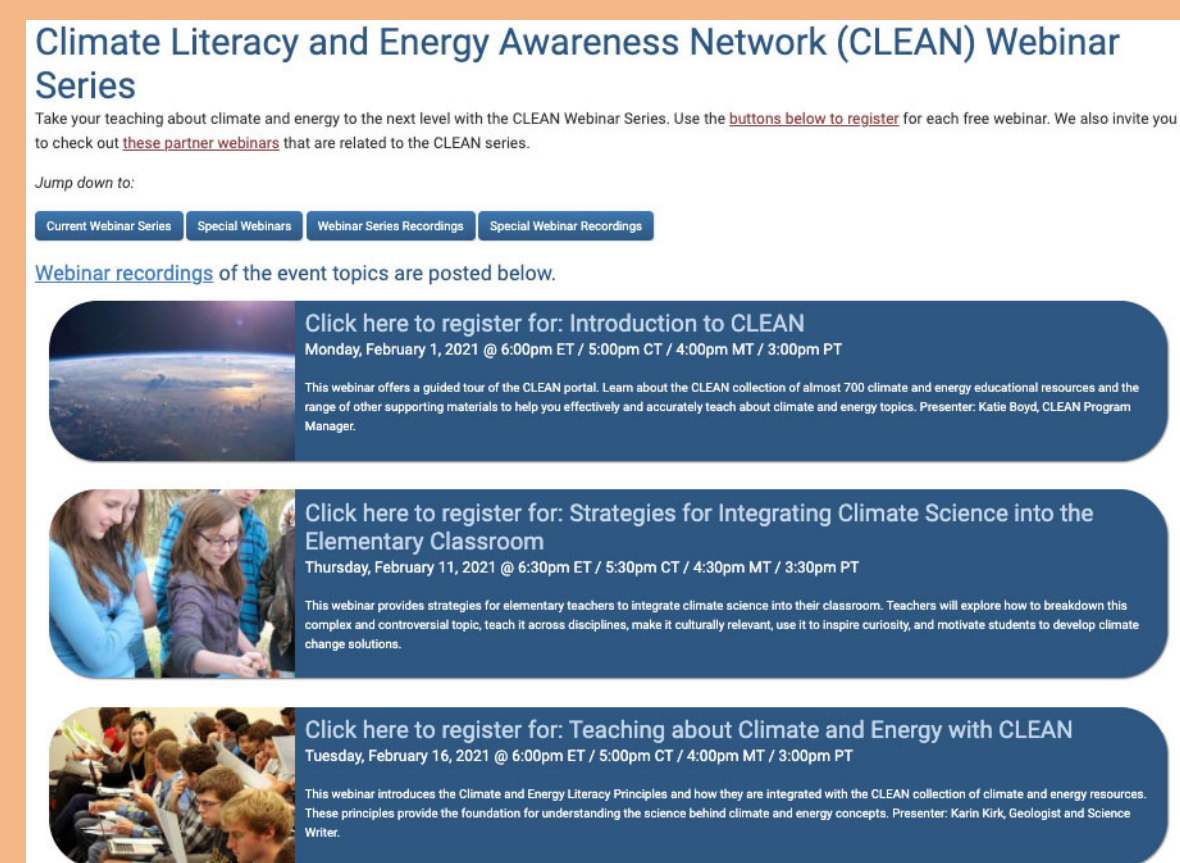 Climate Literacy and Energy Awareness Network (CLEAN) Webinar
Series
Take your teaching about climate and energy to the next level with the CLEAN Webinar Series. Use the buttons below to register for each free webinar. We also invite you
to check out these partner webinars that are related to the CLEAN series.
Jump down to:
Current Webinar Series Special Webinars Webinar Series Recordings Special Webinar Recordings
Webinar recordings of the event topics are posted below.
Click here to register for: Introduction to CLEAN
Monday, February 1, 2021 @ 6:00pm ET / 5:00pm CT / 4:00pm MT / 3:00pm PT
This webinar offers a guided tour of the CLEAN portal. Learn about the CLEAN collection of almost 700 climate and energy educational resources and the
range of other supporting materials to help you effectively and accurately teach about climate and energy topics. Presenter: Katie Boyd, CLEAN Program
Manager.
Click here to register for: Strategies for Integrating Climate Science into the
Elementary Classroom
Thursday, February 11, 2021 @ 6:30pm ET / 5:30pm CT / 4:30pm MT / 3:30pm PT
This webinar provides strategies for elementary teachers to integrate climate science into their classroom. Teachers will explore how to breakdown this
complex and controversial topic, teach it across disciplines, make it culturally relevant, use it to inspire curiosity, and motivate students to develop climate
change solutions.
Click here to register for: Teaching about Climate and Energy with CLEAN
Tuesday, February 16, 2021 @ 6:00pm ET / 5:00pm CT / 4:00pm MT / 3:00pm PT
This webinar introduces the Climate and Energy Literacy Principles and how they are integrated with the CLEAN collection of climate and energy resources.
These principles provide the foundation for understanding the science behind climate and energy concepts. Presenter: Karin Kirk, Geologist and Science
Writer.